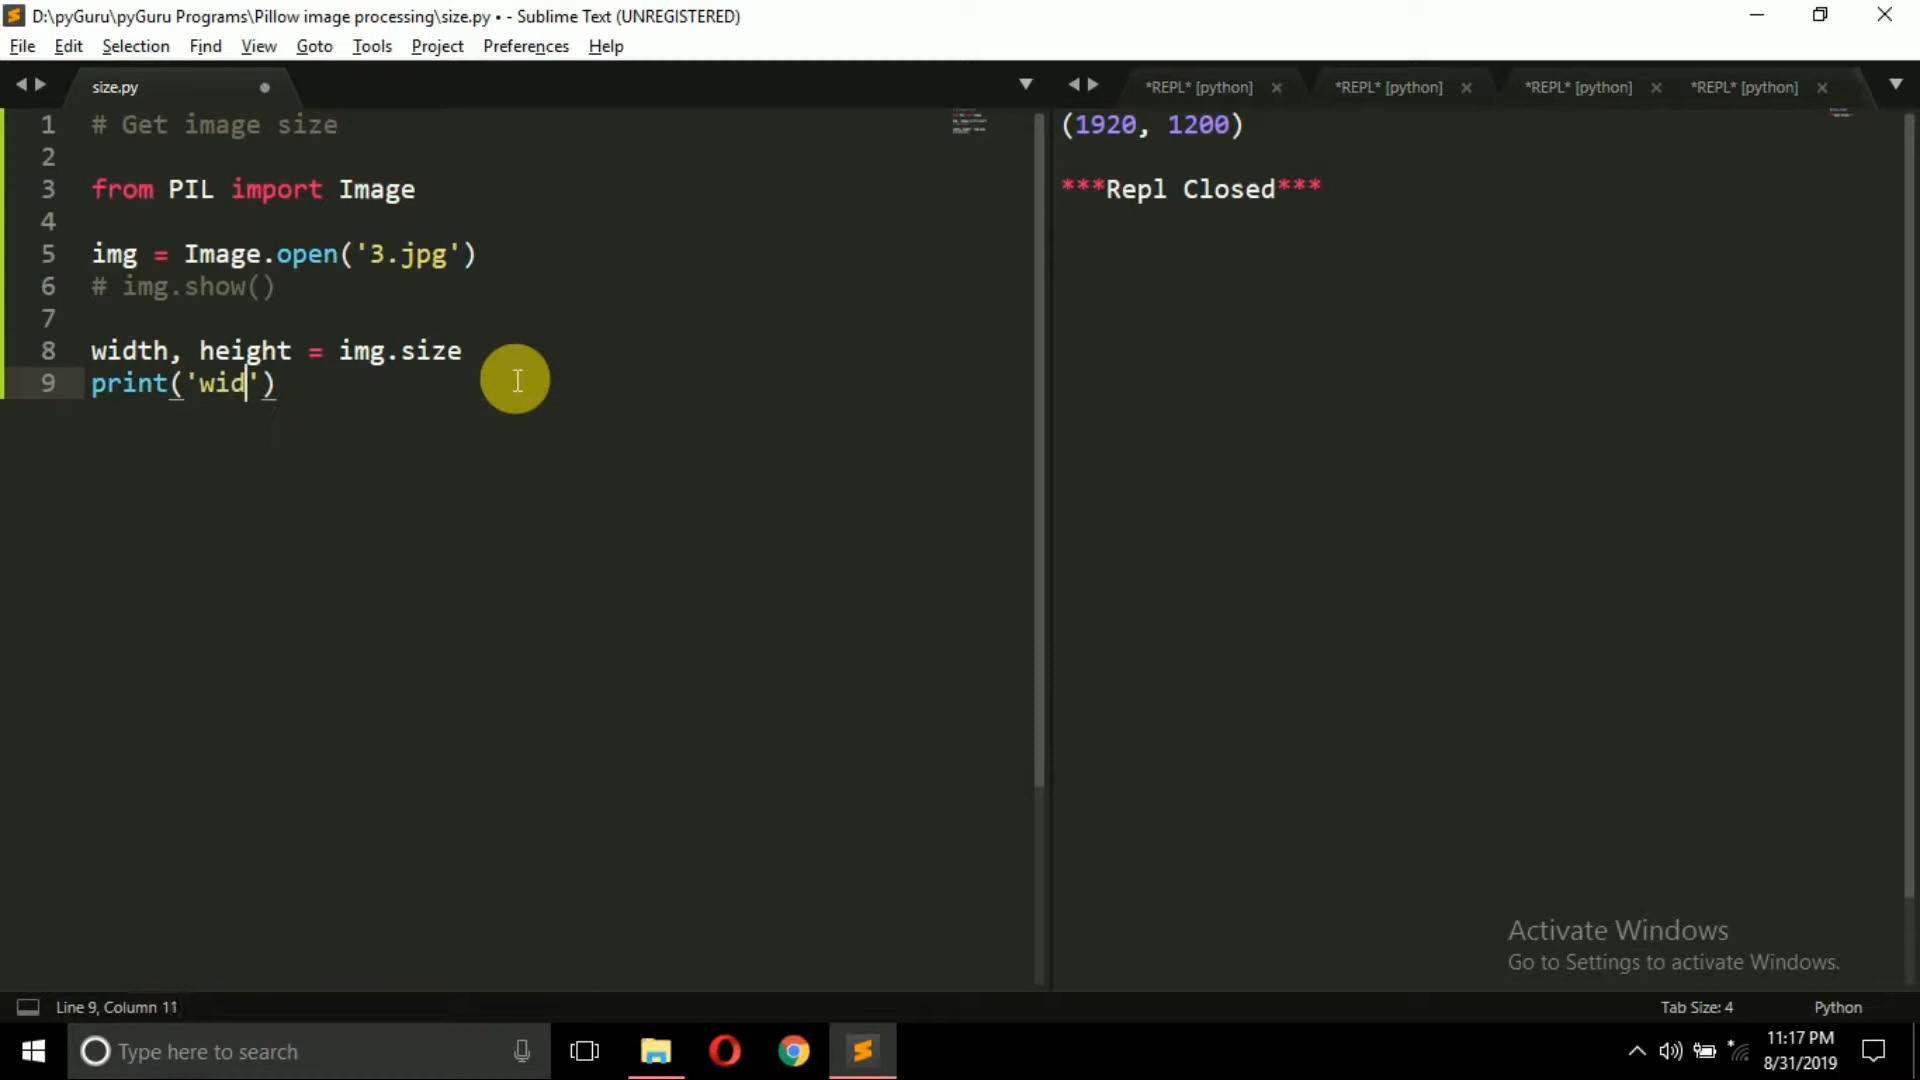 D:\pyGuru\pyGuru Programs\Pillow image processing\size.py • - Sublime Text (UNREGISTERED)
File Edit Selection Find View Goto Tools Project Preferences Help
size.py
*REPL* [python] *REPL* [python] *REPL* [python] *REPL* [python]
1 # Get image size
2
3 from PIL import Image
4
5 img = Image.open('3.jpg')
6 # img.show()
7
8 width, height = img.size
9 print('wid')
(1920, 1200)
***Repl Closed***
Activate Windows
Go to Settings to activate Windows.
Line 9, Column 11
Tab Size: 4 Python
Type here to search
11:17 PM
8/31/2019